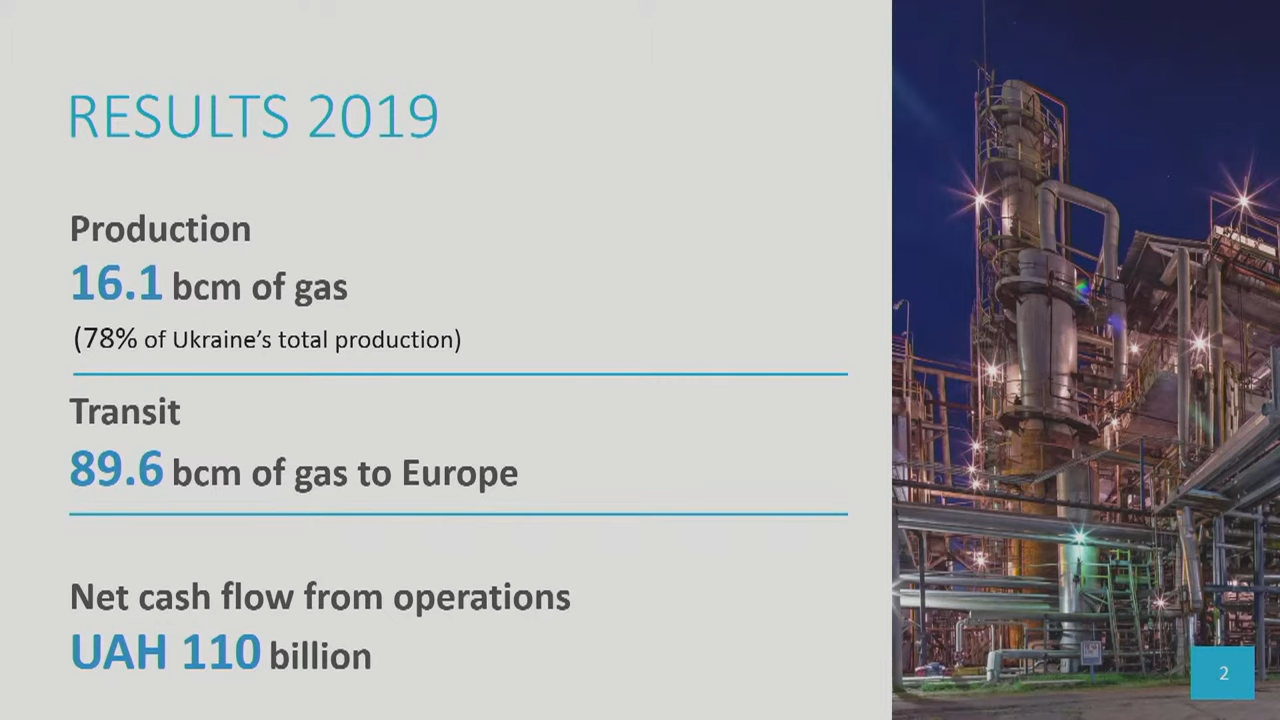 RESULTS 2019
Production
16.1 bcm of gas
(78% of Ukraine’s total production)
Transit
89.6 bcm of gas to Europe
Net cash flow from operations
UAH 110 billion
2